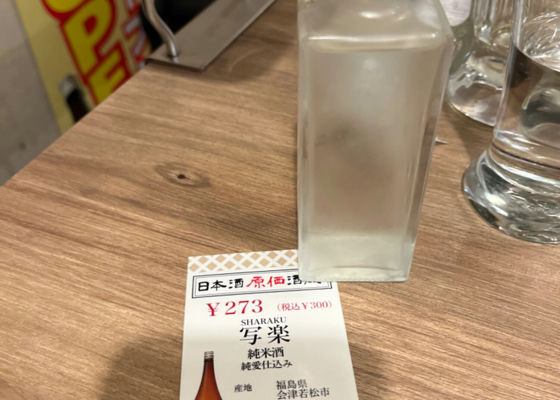 OPE
日本酒原価酒
￥273 (税込￥300)
SHARAKU
写楽
純米酒
純愛仕込み
産地 福島県
会津若松市